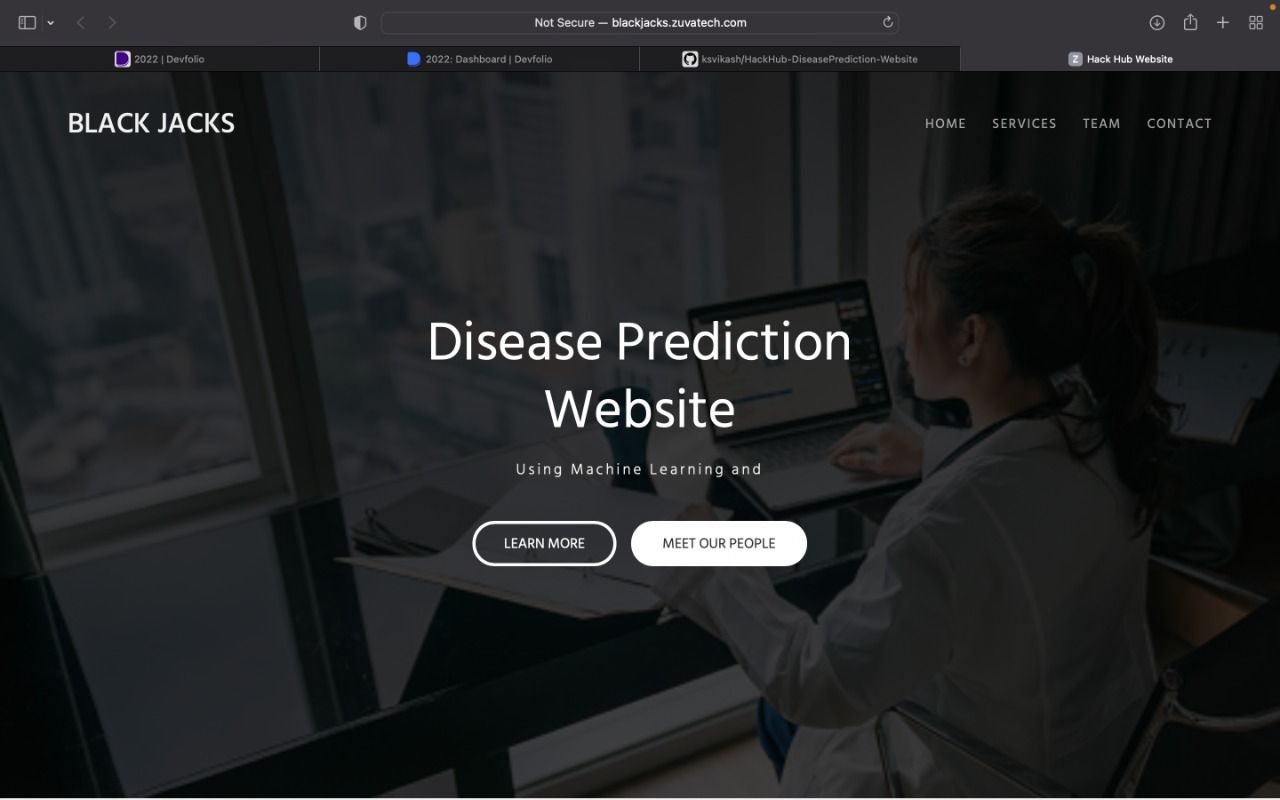 Not Secure — blackjacks.zuvatech.com
2022 | Devfolio
2022: Dashboard | Devfolio
ksvikash/HackHub-DiseasePrediction-Website
Z Hack Hub Website
BLACK JACKS
HOME SERVICES TEAM CONTACT
Disease Prediction
Website
Using Machine Learning and
LEARN MORE
MEET OUR PEOPLE